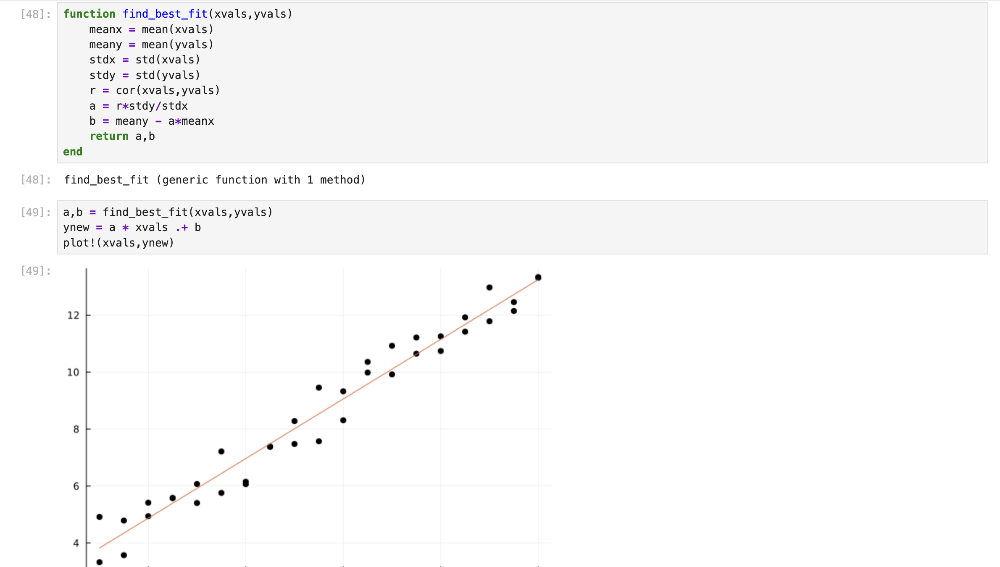 [48]: function find_best_fit(xvals,yvals)
    meanx = mean(xvals)
    meany = mean(yvals)
    stdx = std(xvals)
    stdy = std(yvals)
    r = cor(xvals,yvals)
    a = r*stdy/stdx
    b = meany - a*meanx
    return a,b
end
[48]: find_best_fit (generic function with 1 method)
[49]: a,b = find_best_fit(xvals,yvals)
ynew = a * xvals .+ b
plot!(xvals,ynew)
[49]:
12
10
8
6
4